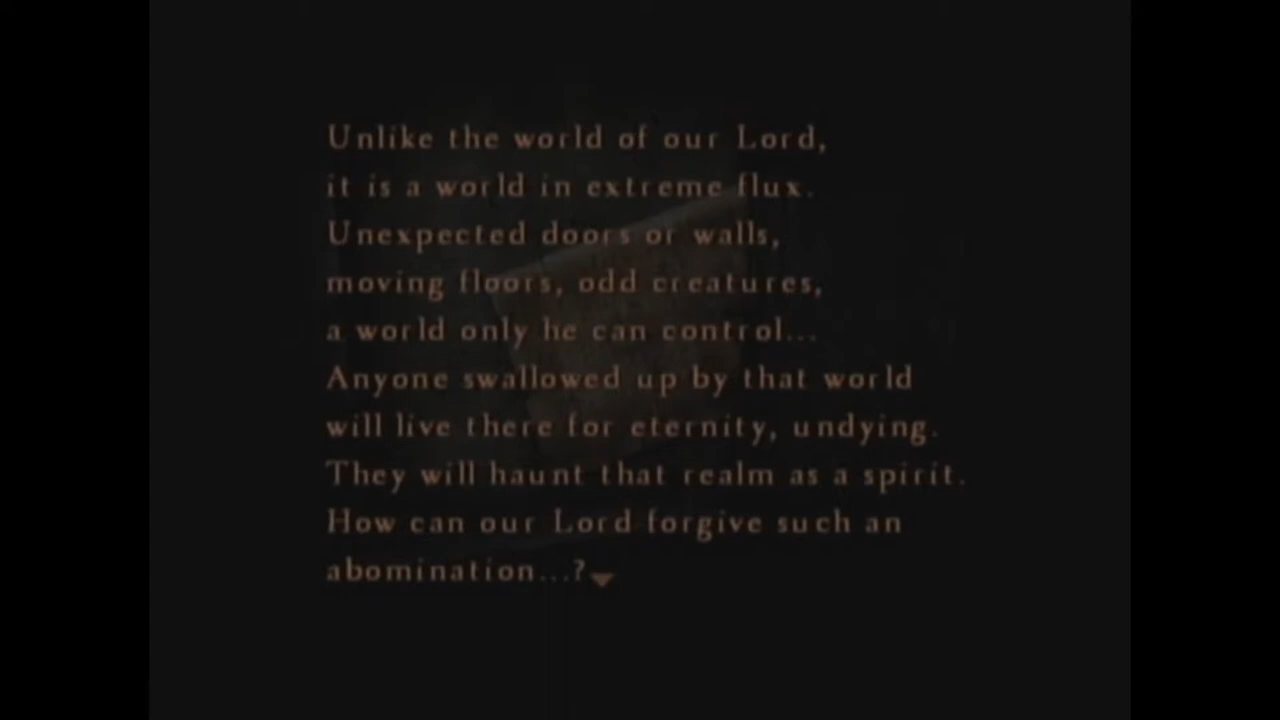 Unlike the world of our Lord,
it is a world in extreme flux.
Unexpected doors or walls,
moving floors, odd creatures,
a world only he can control...
Anyone swallowed up by that world
will live there for eternity, undying.
They will haunt that realm as a spirit.
How can our Lord forgive such an
abomination...?